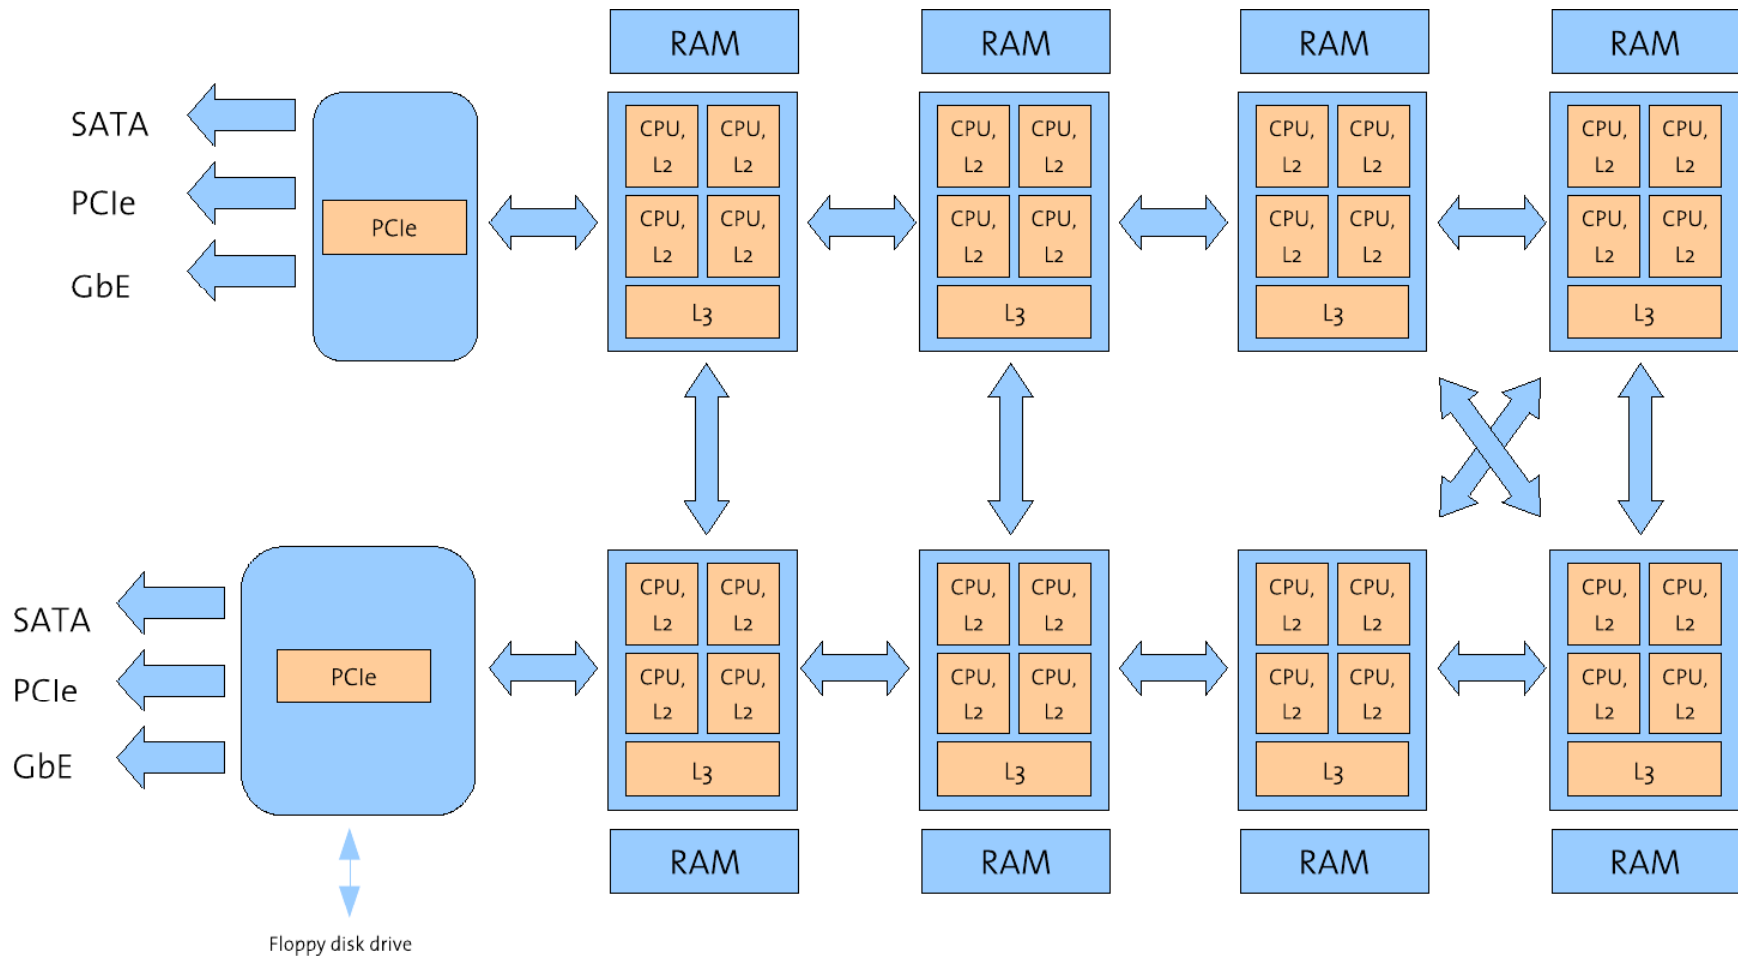 RAM RAM RAM RAM
SATA
PCIe
GbE
PCIe
CPU, CPU, CPU, CPU, CPU, CPU, CPU, CPU,
L2 L2 L2 L2 L2 L2 L2 L2
CPU, CPU, CPU, CPU, CPU, CPU, CPU, CPU,
L2 L2 L2 L2 L2 L2 L2 L2
L3 L3 L3 L3
SATA
PCIe
GbE
PCIe
CPU, CPU, CPU, CPU, CPU, CPU, CPU, CPU,
L2 L2 L2 L2 L2 L2 L2 L2
CPU, CPU, CPU, CPU, CPU, CPU, CPU, CPU,
L2 L2 L2 L2 L2 L2 L2 L2
L3 L3 L3 L3
RAM RAM RAM RAM
Floppy disk drive